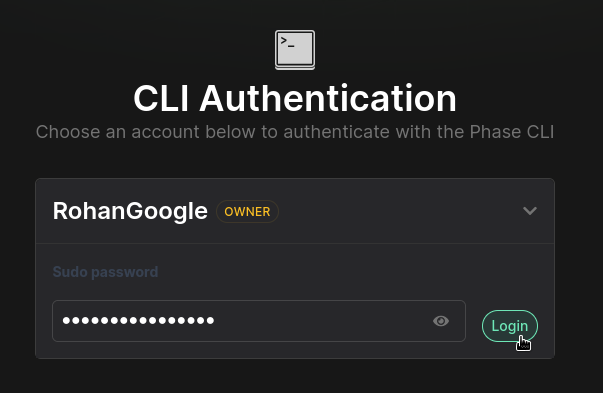 >_
CLI Authentication
Choose an account below to authenticate with the Phase CLI
RohanGoogle OWNER
Sudo password
••••••••••••••••
Login